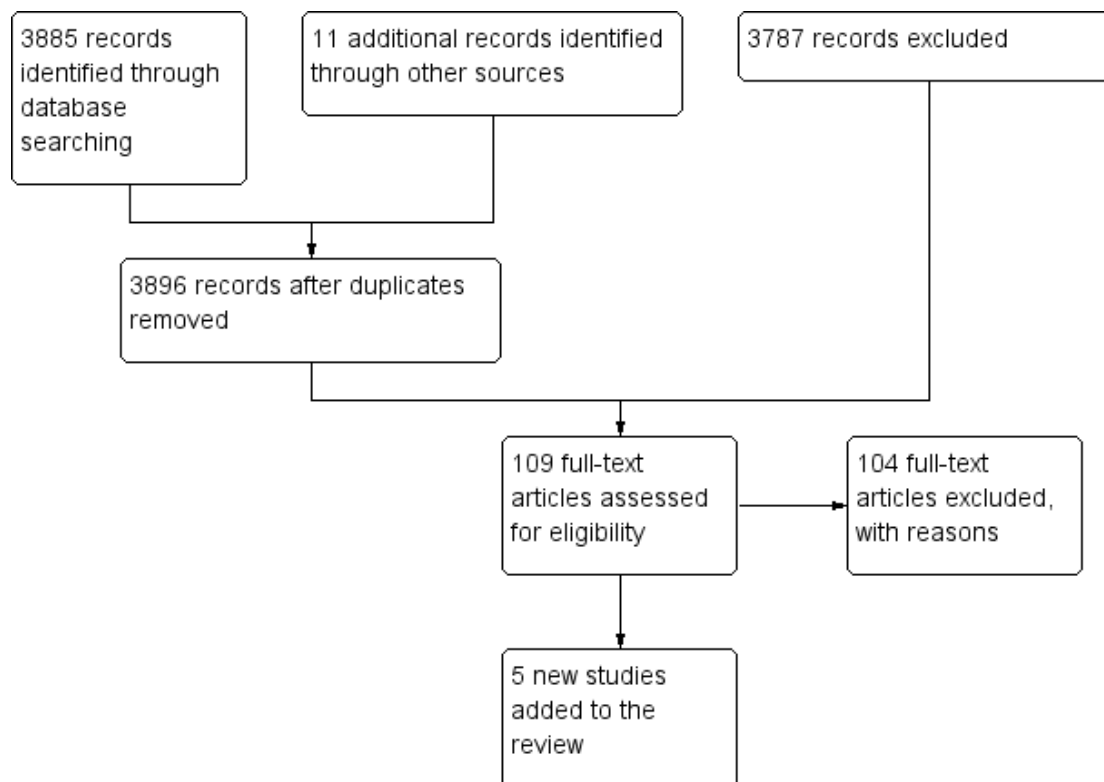 3885 records
identified through
database
searching
11 additional records identified
through other sources
3787 records excluded
3896 records after duplicates
removed
109 full-text
articles assessed
for eligibility
104 full-text
articles excluded,
with reasons
5 new studies
added to the
review